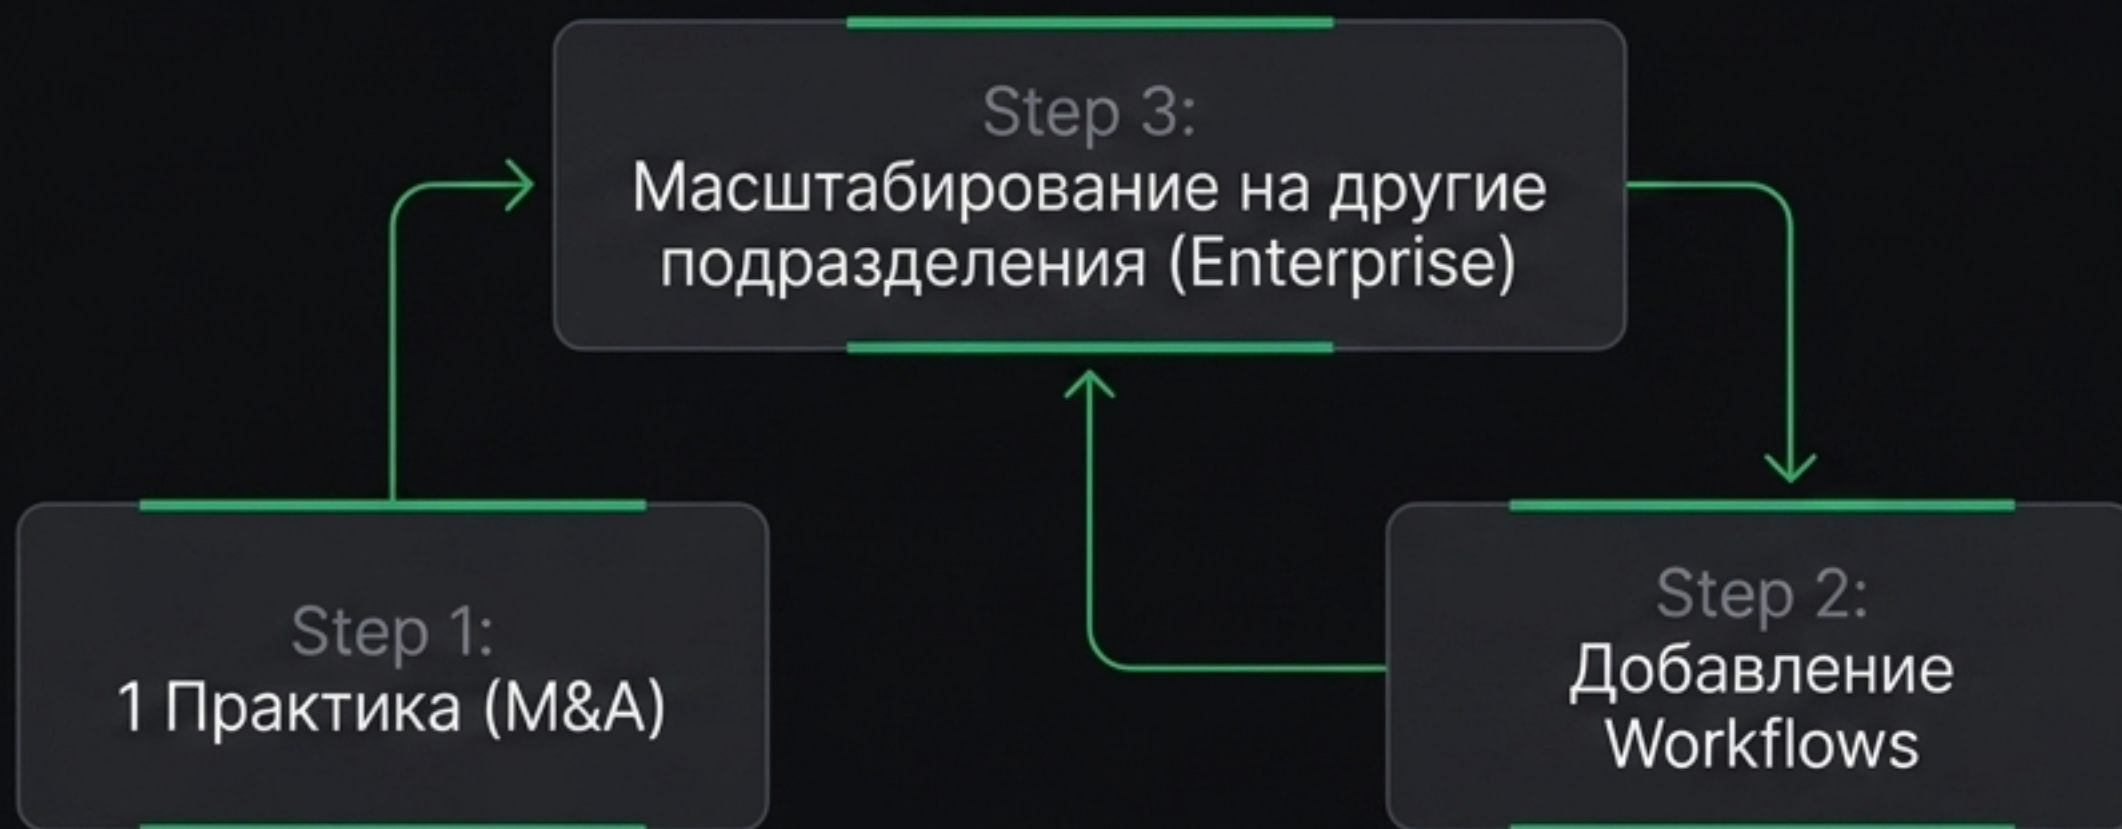 Step 3:
Масштабирование на другие
подразделения (Enterprise)
Step 1:
1 Практика (M&A)
Step 2:
Добавление
Workflows